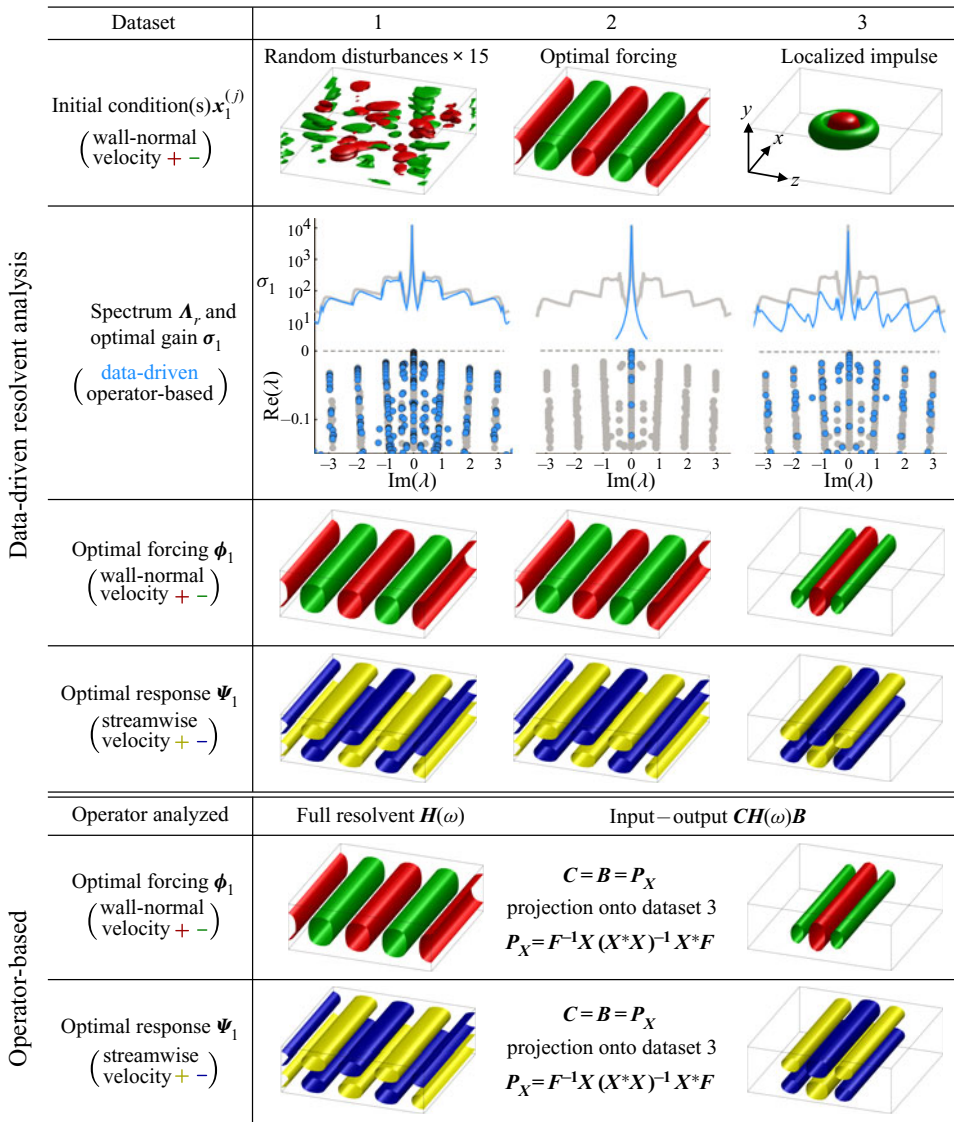 Dataset 1 2 3
Random disturbances × 15 Optimal forcing Localized impulse
Initial condition(s) x₁⁽ʲ⁾
(wall-normal
velocity + −)
y
x
z
Data-driven resolvent analysis
Spectrum Λᵣ and
optimal gain σ₁
(data-driven
operator-based)
σ₁
10⁴
10³
10²
10¹
0
Re(λ)
−0.1
−3 −2 −1 0 1 2 3
Im(λ)
−3 −2 −1 0 1 2 3
Im(λ)
−3 −2 −1 0 1 2 3
Im(λ)
Optimal forcing ϕ₁
(wall-normal
velocity + −)
Optimal response Ψ₁
(streamwise
velocity + −)
Operator analyzed Full resolvent H(ω) Input−output CH(ω)B
Operator-based
Optimal forcing ϕ₁
(wall-normal
velocity + −)
C = B = P_X
projection onto dataset 3
P_X = F⁻¹X (X*X)⁻¹ X*F
Optimal response Ψ₁
(streamwise
velocity + −)
C = B = P_X
projection onto dataset 3
P_X = F⁻¹X (X*X)⁻¹ X*F